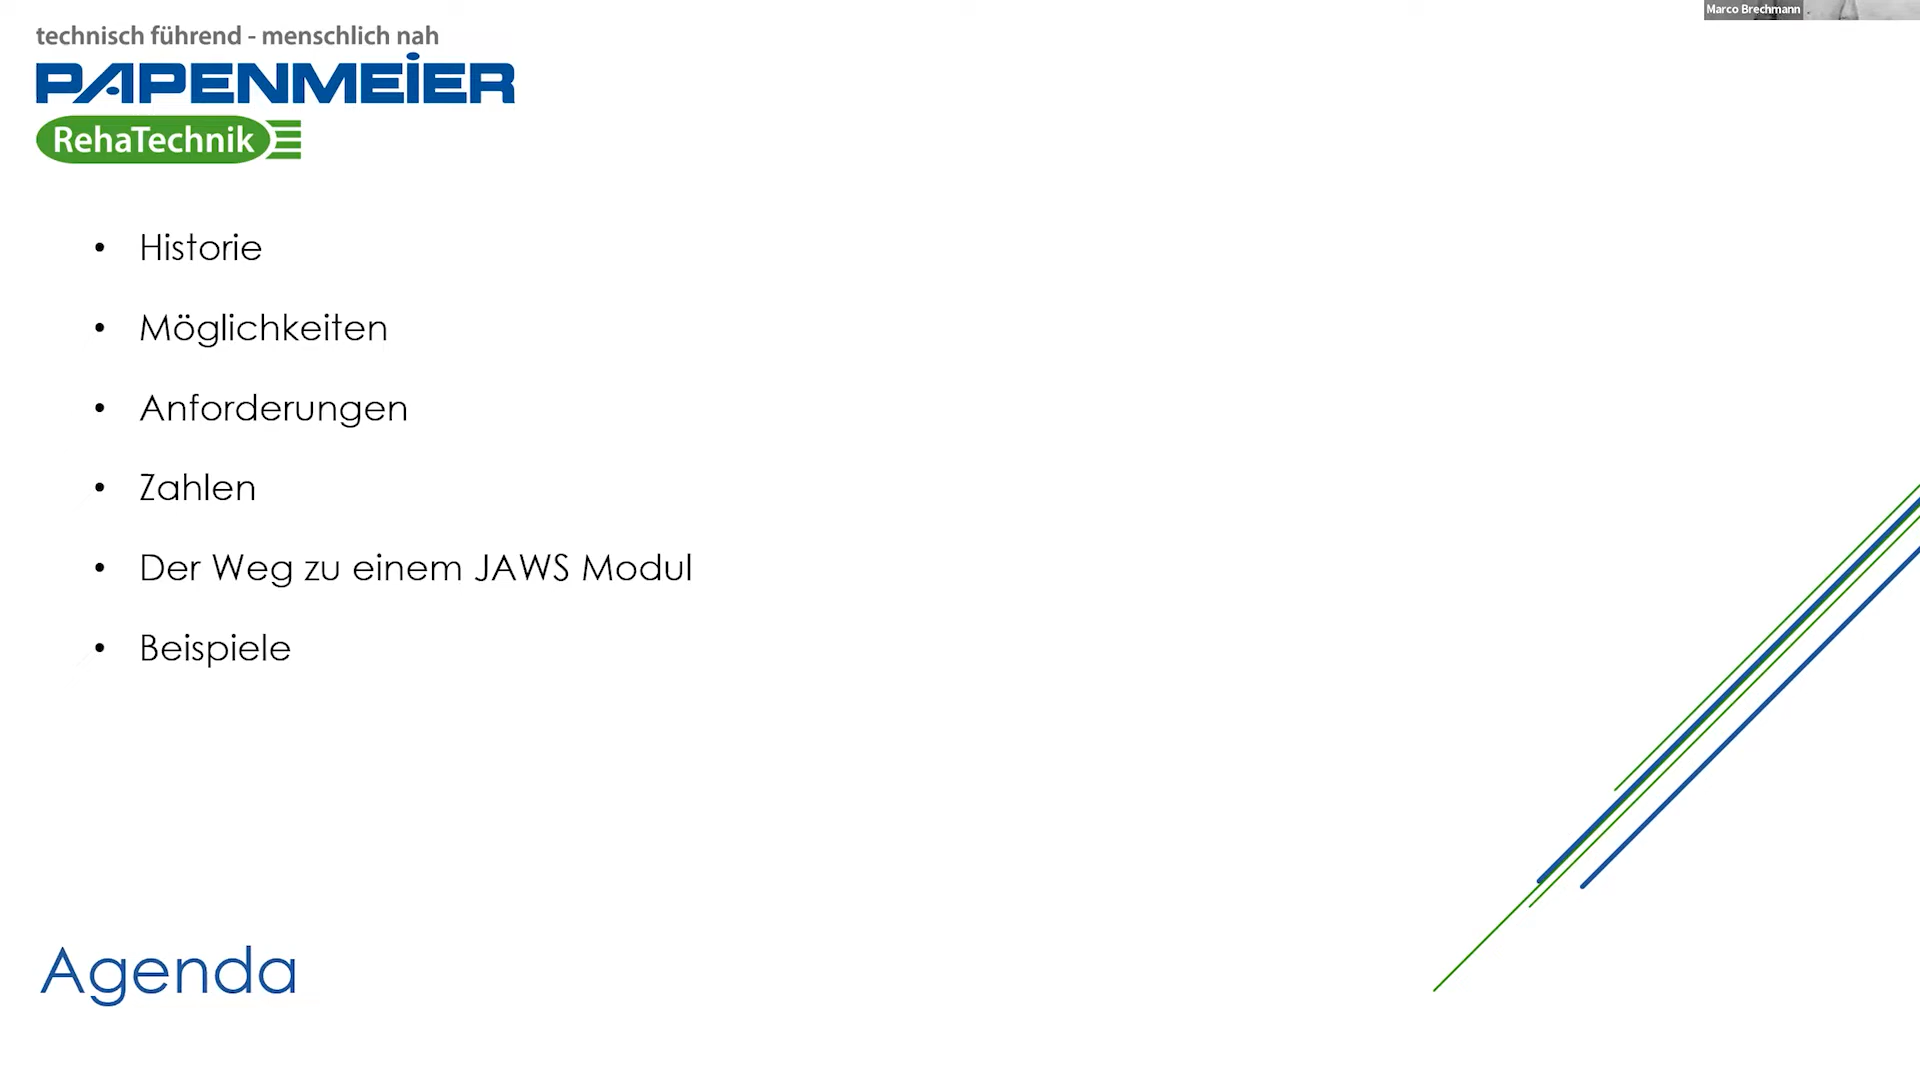 Marco Brechmann
technisch führend - menschlich nah
PAPENMEiER
RehaTechnik
• Historie
• Möglichkeiten
• Anforderungen
• Zahlen
• Der Weg zu einem JAWS Modul
• Beispiele
Agenda